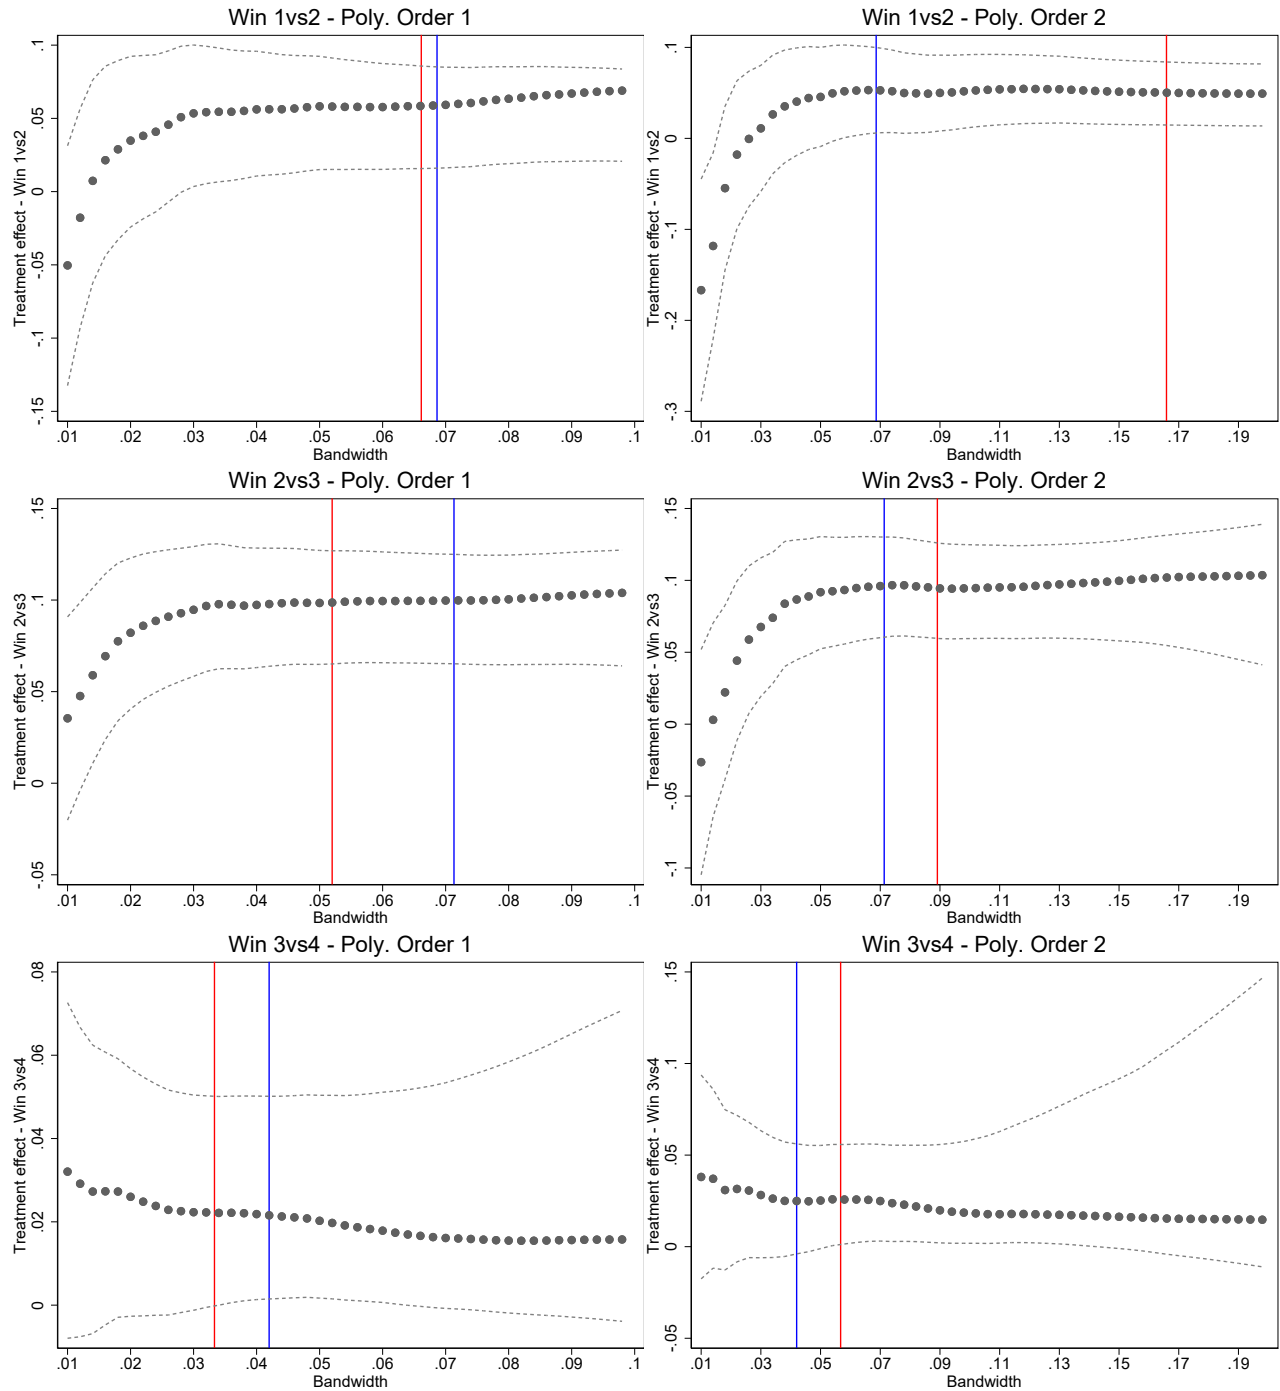 Win 1vs2 - Poly. Order 1
Treatment effect - Win 1vs2
.1
.05
0
-.05
-.1
-.15
.01 .02 .03 .04 .05 .06 .07 .08 .09 .1
Bandwidth
Win 1vs2 - Poly. Order 2
Treatment effect - Win 1vs2
.1
0
-.1
-.2
-.3
.01 .03 .05 .07 .09 .11 .13 .15 .17 .19
Bandwidth
Win 2vs3 - Poly. Order 1
Treatment effect - Win 2vs3
.15
.1
.05
0
-.05
.01 .02 .03 .04 .05 .06 .07 .08 .09 .1
Bandwidth
Win 2vs3 - Poly. Order 2
Treatment effect - Win 2vs3
.15
.1
.05
0
-.05
-.1
.01 .03 .05 .07 .09 .11 .13 .15 .17 .19
Bandwidth
Win 3vs4 - Poly. Order 1
Treatment effect - Win 3vs4
.08
.06
.04
.02
0
.01 .02 .03 .04 .05 .06 .07 .08 .09 .1
Bandwidth
Win 3vs4 - Poly. Order 2
Treatment effect - Win 3vs4
.15
.1
.05
0
-.05
.01 .03 .05 .07 .09 .11 .13 .15 .17 .19
Bandwidth